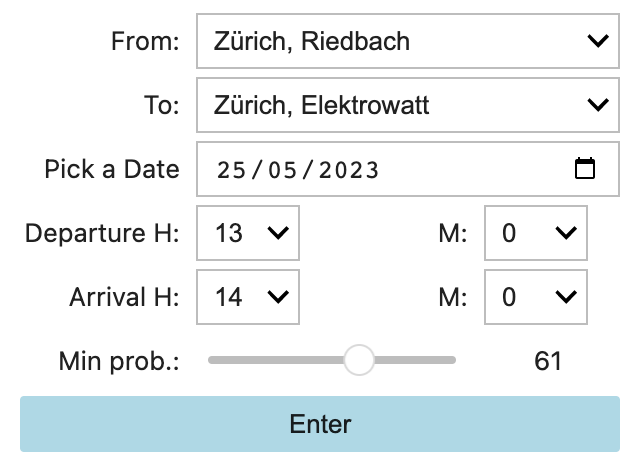 From: Zürich, Riedbach
To: Zürich, Elektrowatt
Pick a Date 25/05/2023
Departure H: 13 M: 0
Arrival H: 14 M: 0
Min prob.: 61
Enter